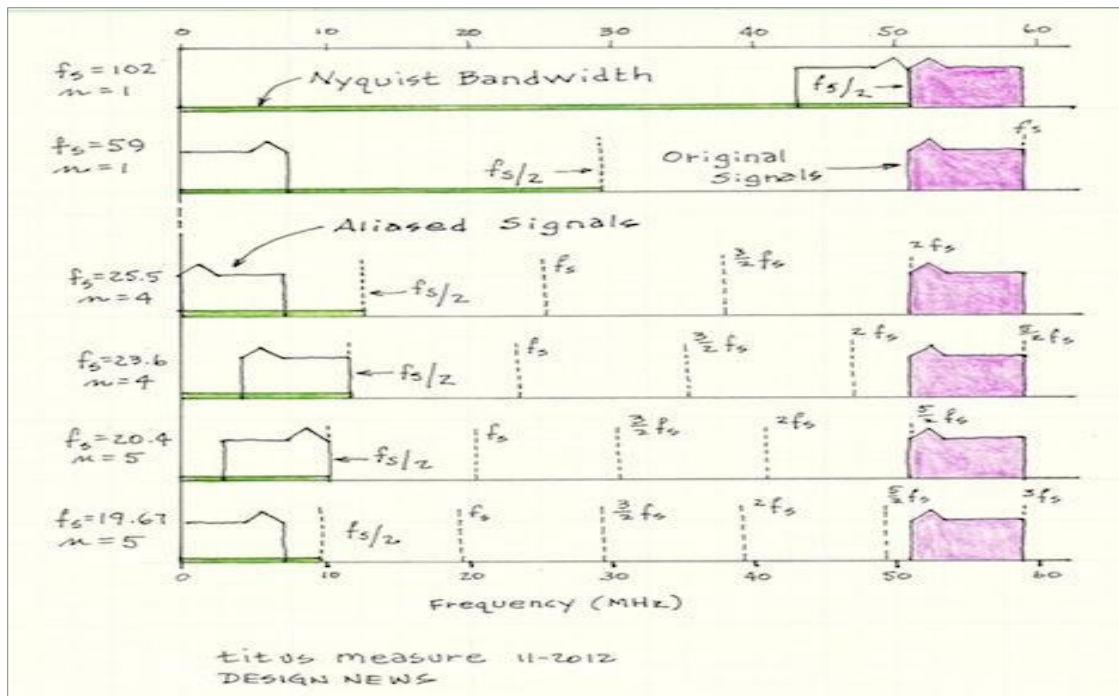 0 10 20 30 40 50 60
fs=102
n=1
Nyquist Bandwidth
fs/2
fs=59
n=1
fs/2
Original
Signals
fs
Aliased Signals
fs=25.5
n=4
fs/2
fs
3/2 fs
2fs
fs=23.6
n=4
fs/2
fs
3/2 fs
2fs
5/2 fs
fs=20.4
n=5
fs/2
fs
3/2 fs
2fs
5/2 fs
fs=19.67
n=5
fs/2
fs
3/2 fs
2fs
5/2 fs
3fs
0 10 20 30 40 50 60
Frequency (MHz)
titus measure 11-2012
DESIGN NEWS